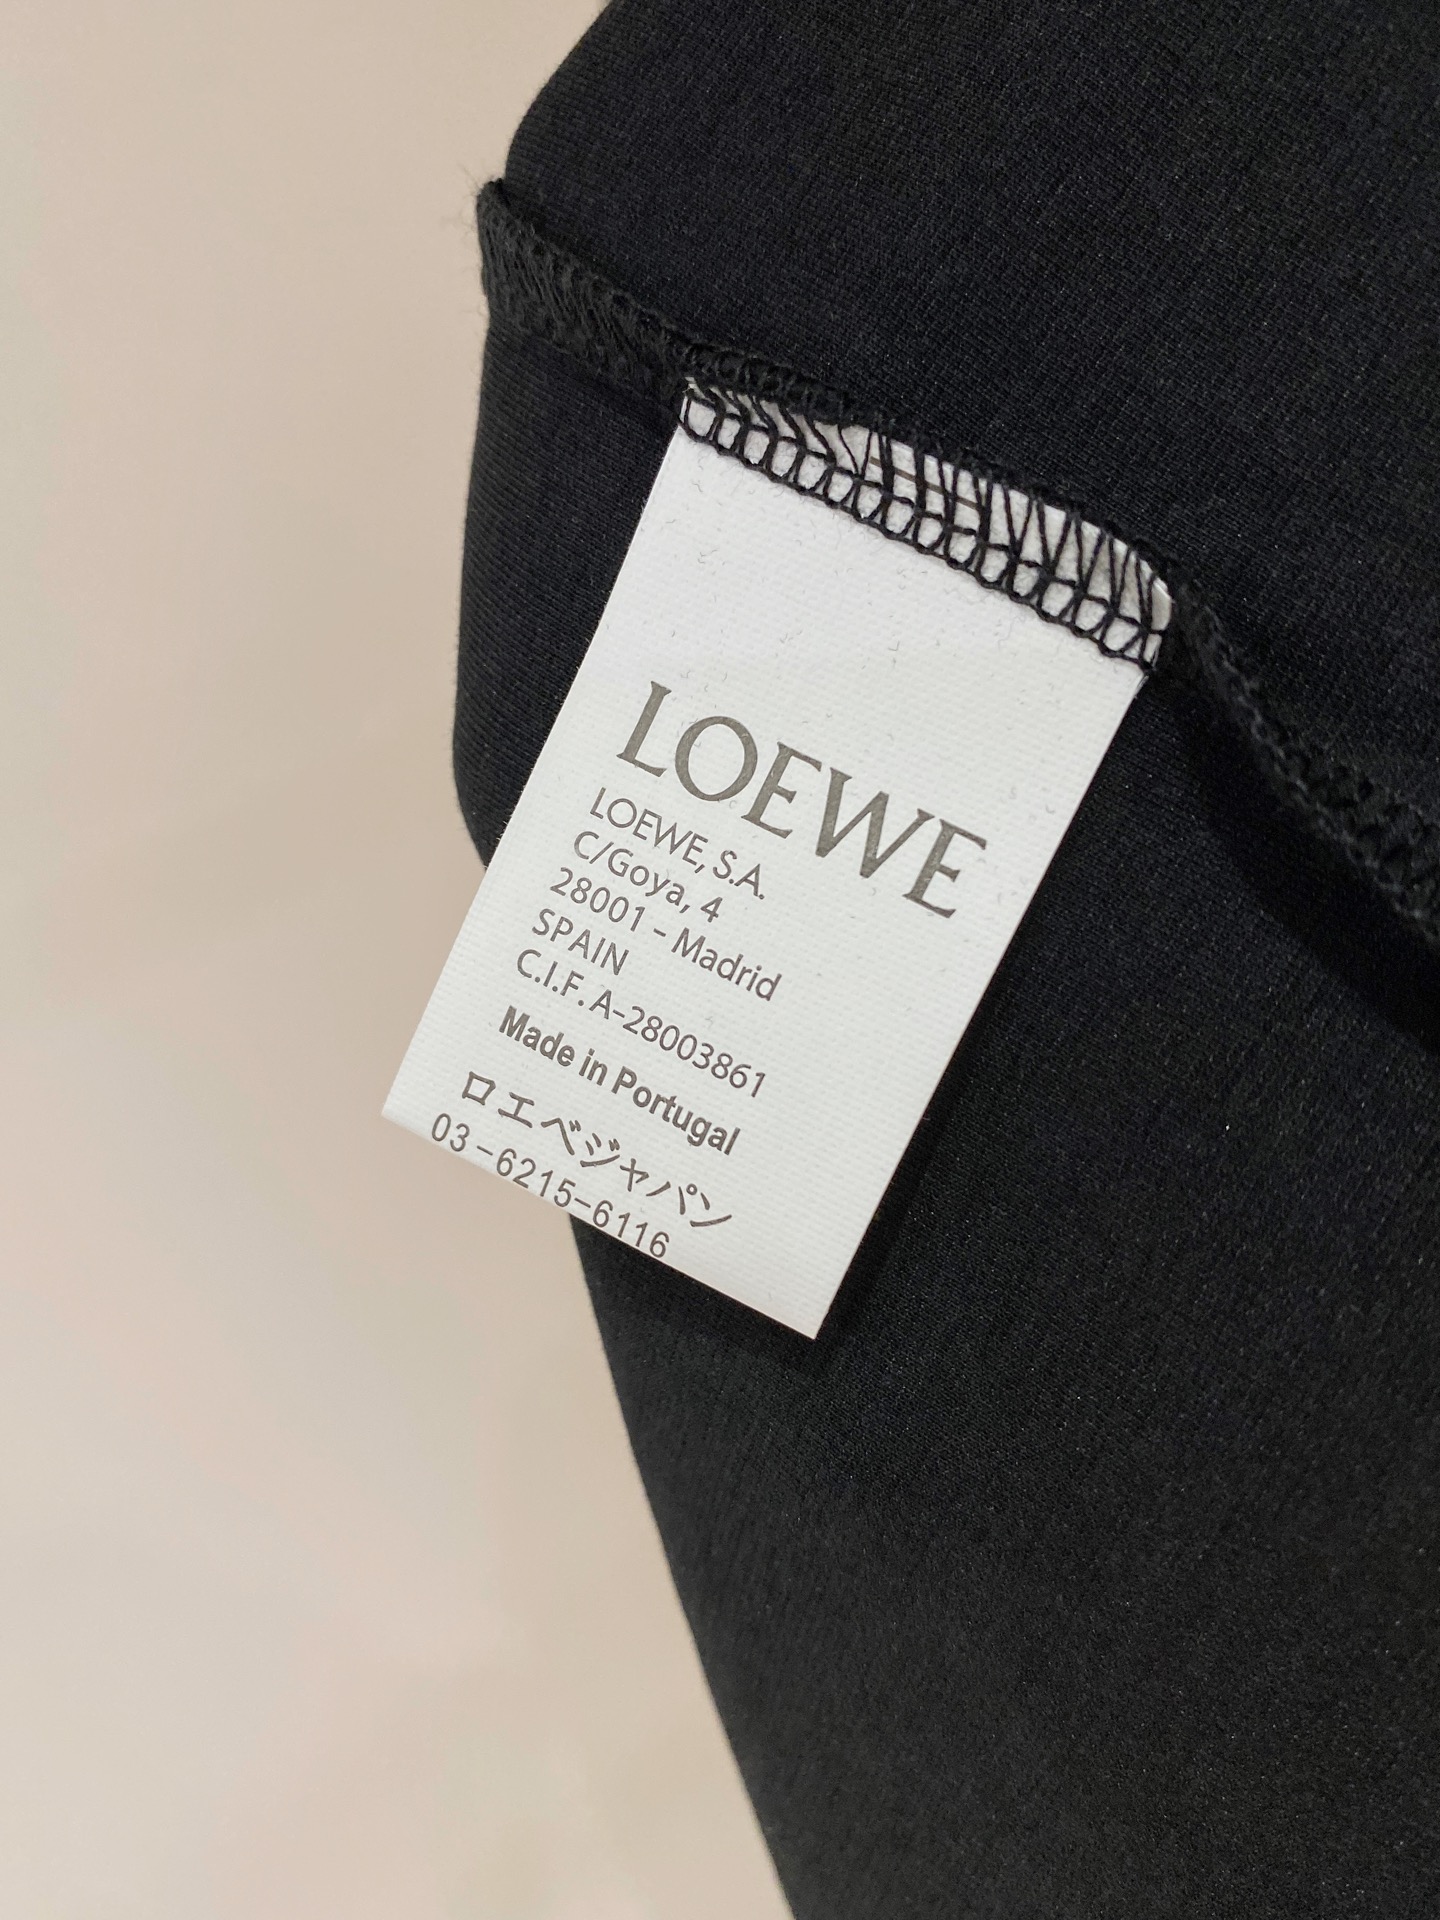 LOEWE
LOEWE, S.A.
C/Goya, 4
28001 - Madrid
SPAIN
C.I.F. A-28003861
Made in Portugal
ロエベジャパン
03-6215-6116